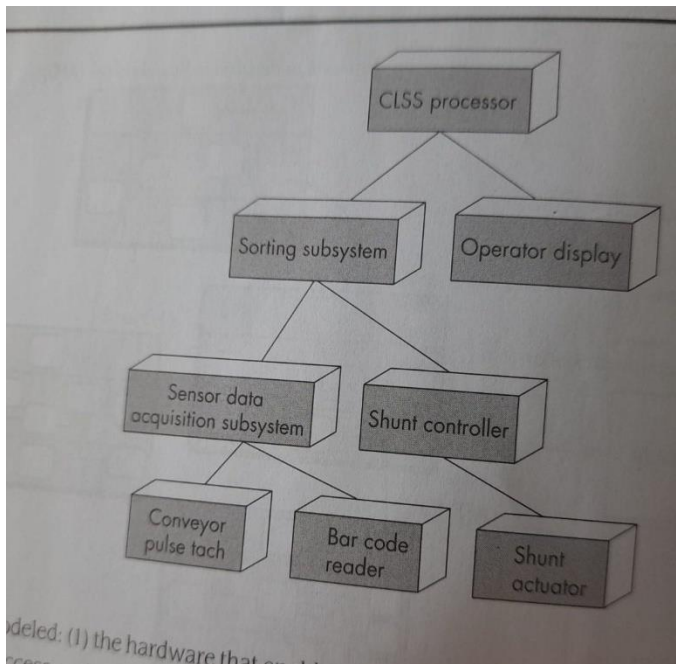 CLSS processor
Sorting subsystem
Operator display
Sensor data
acquisition subsystem
Shunt controller
Conveyor
pulse tach
Bar code
reader
Shunt
actuator
(1) the hardware that